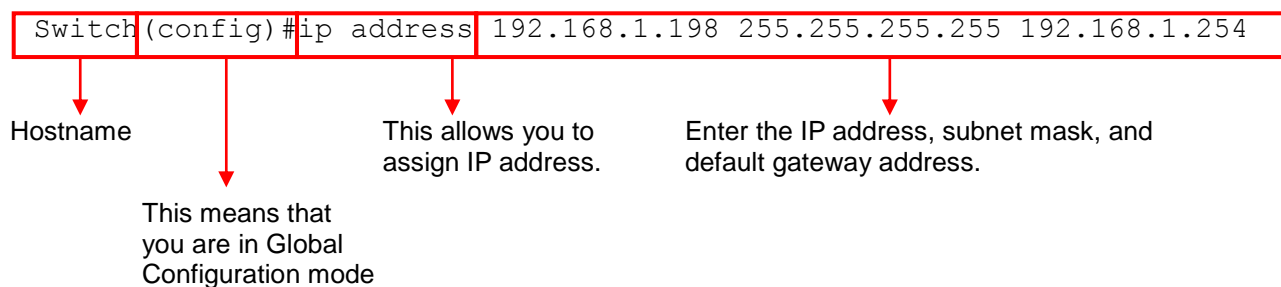 Switch(config)#ip address 192.168.1.198 255.255.255.255 192.168.1.254
Hostname
This allows you to
assign IP address.
Enter the IP address, subnet mask, and
default gateway address.
This means that
you are in Global
Configuration mode